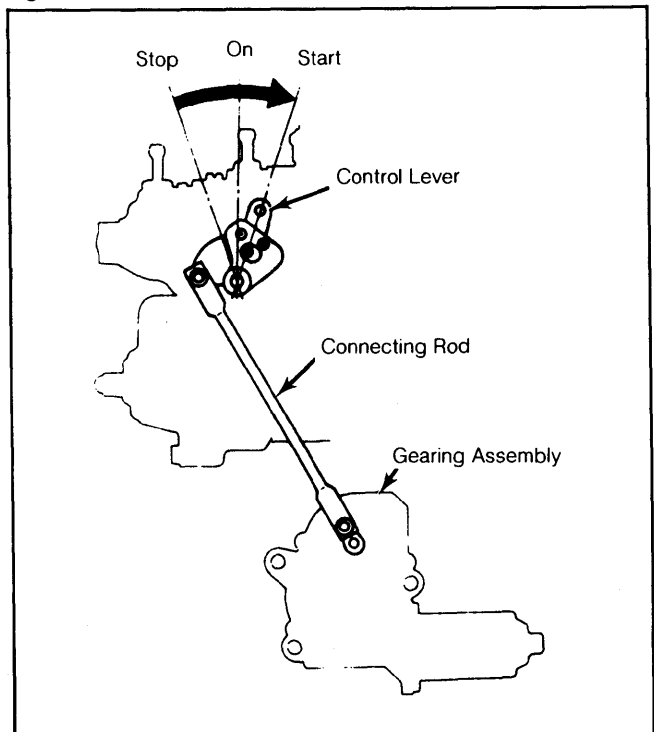 Stop
On
Start
Control Lever
Connecting Rod
Gearing Assembly